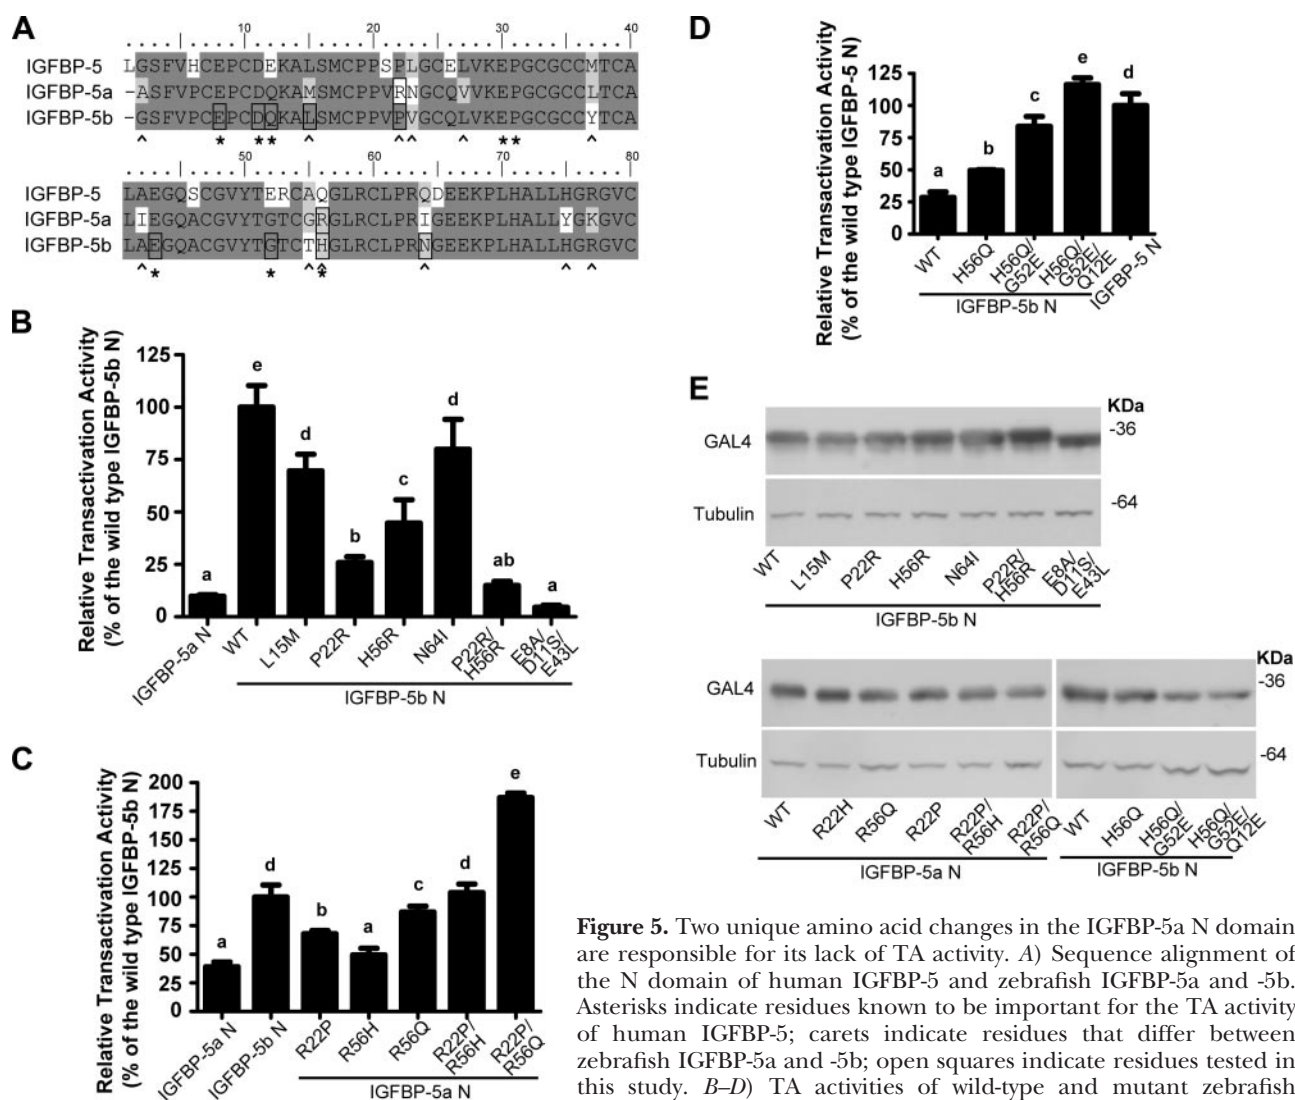 A
10 20 30 40
IGFBP-5 LGSFVHCEPCDEKALSMCPPSPLGCELVKEPGCGCCMTCA
IGFBP-5a -ASFVPCEPCDQKAMSMCPPVRNGCQVVKEPGCGCCLTCA
IGFBP-5b -GSFVPCEPCDQKALSMCPPVPVGCQLVKEPGCGCCYTCA
^ * * * ^ ^ ^ ^ * * ^
50 60 70 80
IGFBP-5 LAEGQSCGVYTERCAQGLRCLPRQDEEKPLHALLHGRGVC
IGFBP-5a LIEGQACGVYTGTCGRGLRCLPRIGEEKPLHALLYGKGVC
IGFBP-5b LAEGQACGVYTGTCTHGLRCLPRNGEEKPLHALLHGRGVC
^ * * ^ ^ * ^ ^ ^
B
Relative Transactivation Activity
(% of the wild type IGFBP-5b N)
125
100
75
50
25
0
a e d b c d ab a
IGFBP-5a N WT L15M P22R H56R N64I P22R/H56R E8A/D11S/E43L
IGFBP-5b N
C
Relative Transactivation Activity
(% of the wild type IGFBP-5b N)
200
175
150
125
100
75
50
25
0
a d b a c d e
IGFBP-5a N IGFBP-5b N R22P R56H R56Q R22P/R56H R22P/R56Q
IGFBP-5a N
D
Relative Transactivation Activity
(% of the wild type IGFBP-5 N)
125
100
75
50
25
0
a b c e d
WT H56Q H56Q/G52E H56Q/G52E/Q12E IGFBP-5 N
IGFBP-5b N
E
KDa
GAL4 -36
Tubulin -64
WT L15M P22R H56R N64I P22R/H56R E8A/D11S/E43L
IGFBP-5b N
KDa
GAL4 -36
Tubulin -64
WT R22H R56Q R22P R22P/R56H R22P/R56Q WT H56Q H56Q/G52E H56Q/G52E/Q12E
IGFBP-5a N IGFBP-5b N
Figure 5. Two unique amino acid changes in the IGFBP-5a N domain
are responsible for its lack of TA activity. A) Sequence alignment of
the N domain of human IGFBP-5 and zebrafish IGFBP-5a and -5b.
Asterisks indicate residues known to be important for the TA activity
of human IGFBP-5; carets indicate residues that differ between
zebrafish IGFBP-5a and -5b; open squares indicate residues tested in
this study. B–D) TA activities of wild-type and mutant zebrafish